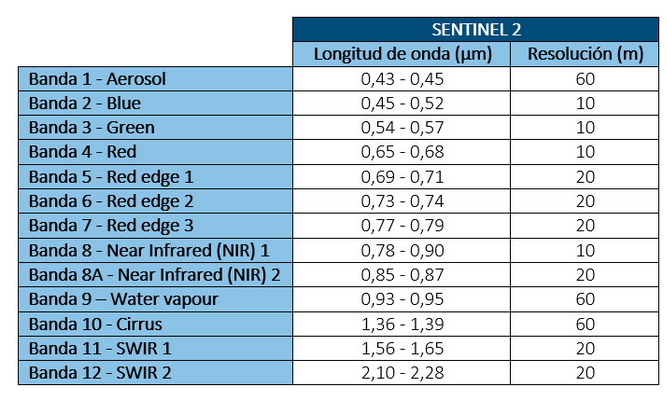 SENTINEL 2
Longitud de onda (µm) Resolución (m)
Banda 1 - Aerosol 0,43 - 0,45 60
Banda 2 - Blue 0,45 - 0,52 10
Banda 3 - Green 0,54 - 0,57 10
Banda 4 - Red 0,65 - 0,68 10
Banda 5 - Red edge 1 0,69 - 0,71 20
Banda 6 - Red edge 2 0,73 - 0,74 20
Banda 7 - Red edge 3 0,77 - 0,79 20
Banda 8 - Near Infrared (NIR) 1 0,78 - 0,90 10
Banda 8A - Near Infrared (NIR) 2 0,85 - 0,87 20
Banda 9 – Water vapour 0,93 - 0,95 60
Banda 10 - Cirrus 1,36 - 1,39 60
Banda 11 - SWIR 1 1,56 - 1,65 20
Banda 12 - SWIR 2 2,10 - 2,28 20